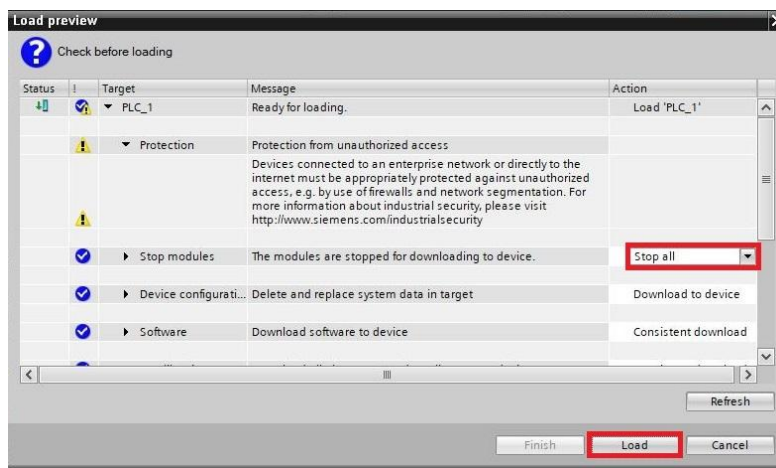 Load preview
Check before loading
Status ! Target Message Action
PLC_1 Ready for loading. Load 'PLC_1'
Protection Protection from unauthorized access
Devices connected to an enterprise network or directly to the
internet must be appropriately protected against unauthorized
access, e.g. by use of firewalls and network segmentation. For
more information about industrial security, please visit
http://www.siemens.com/industrialsecurity
Stop modules The modules are stopped for downloading to device. Stop all
Device configurati... Delete and replace system data in target Download to device
Software Download software to device Consistent download
Refresh
Finish Load Cancel